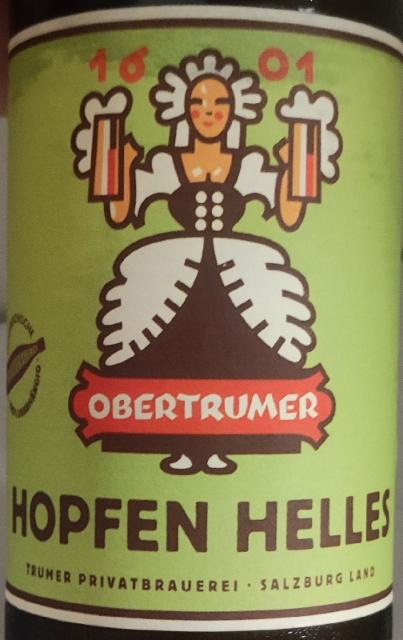 16 01
OBERTRUMER
HOPFEN HELLES
TRUMER PRIVATBRAUEREI · SALZBURG LAND